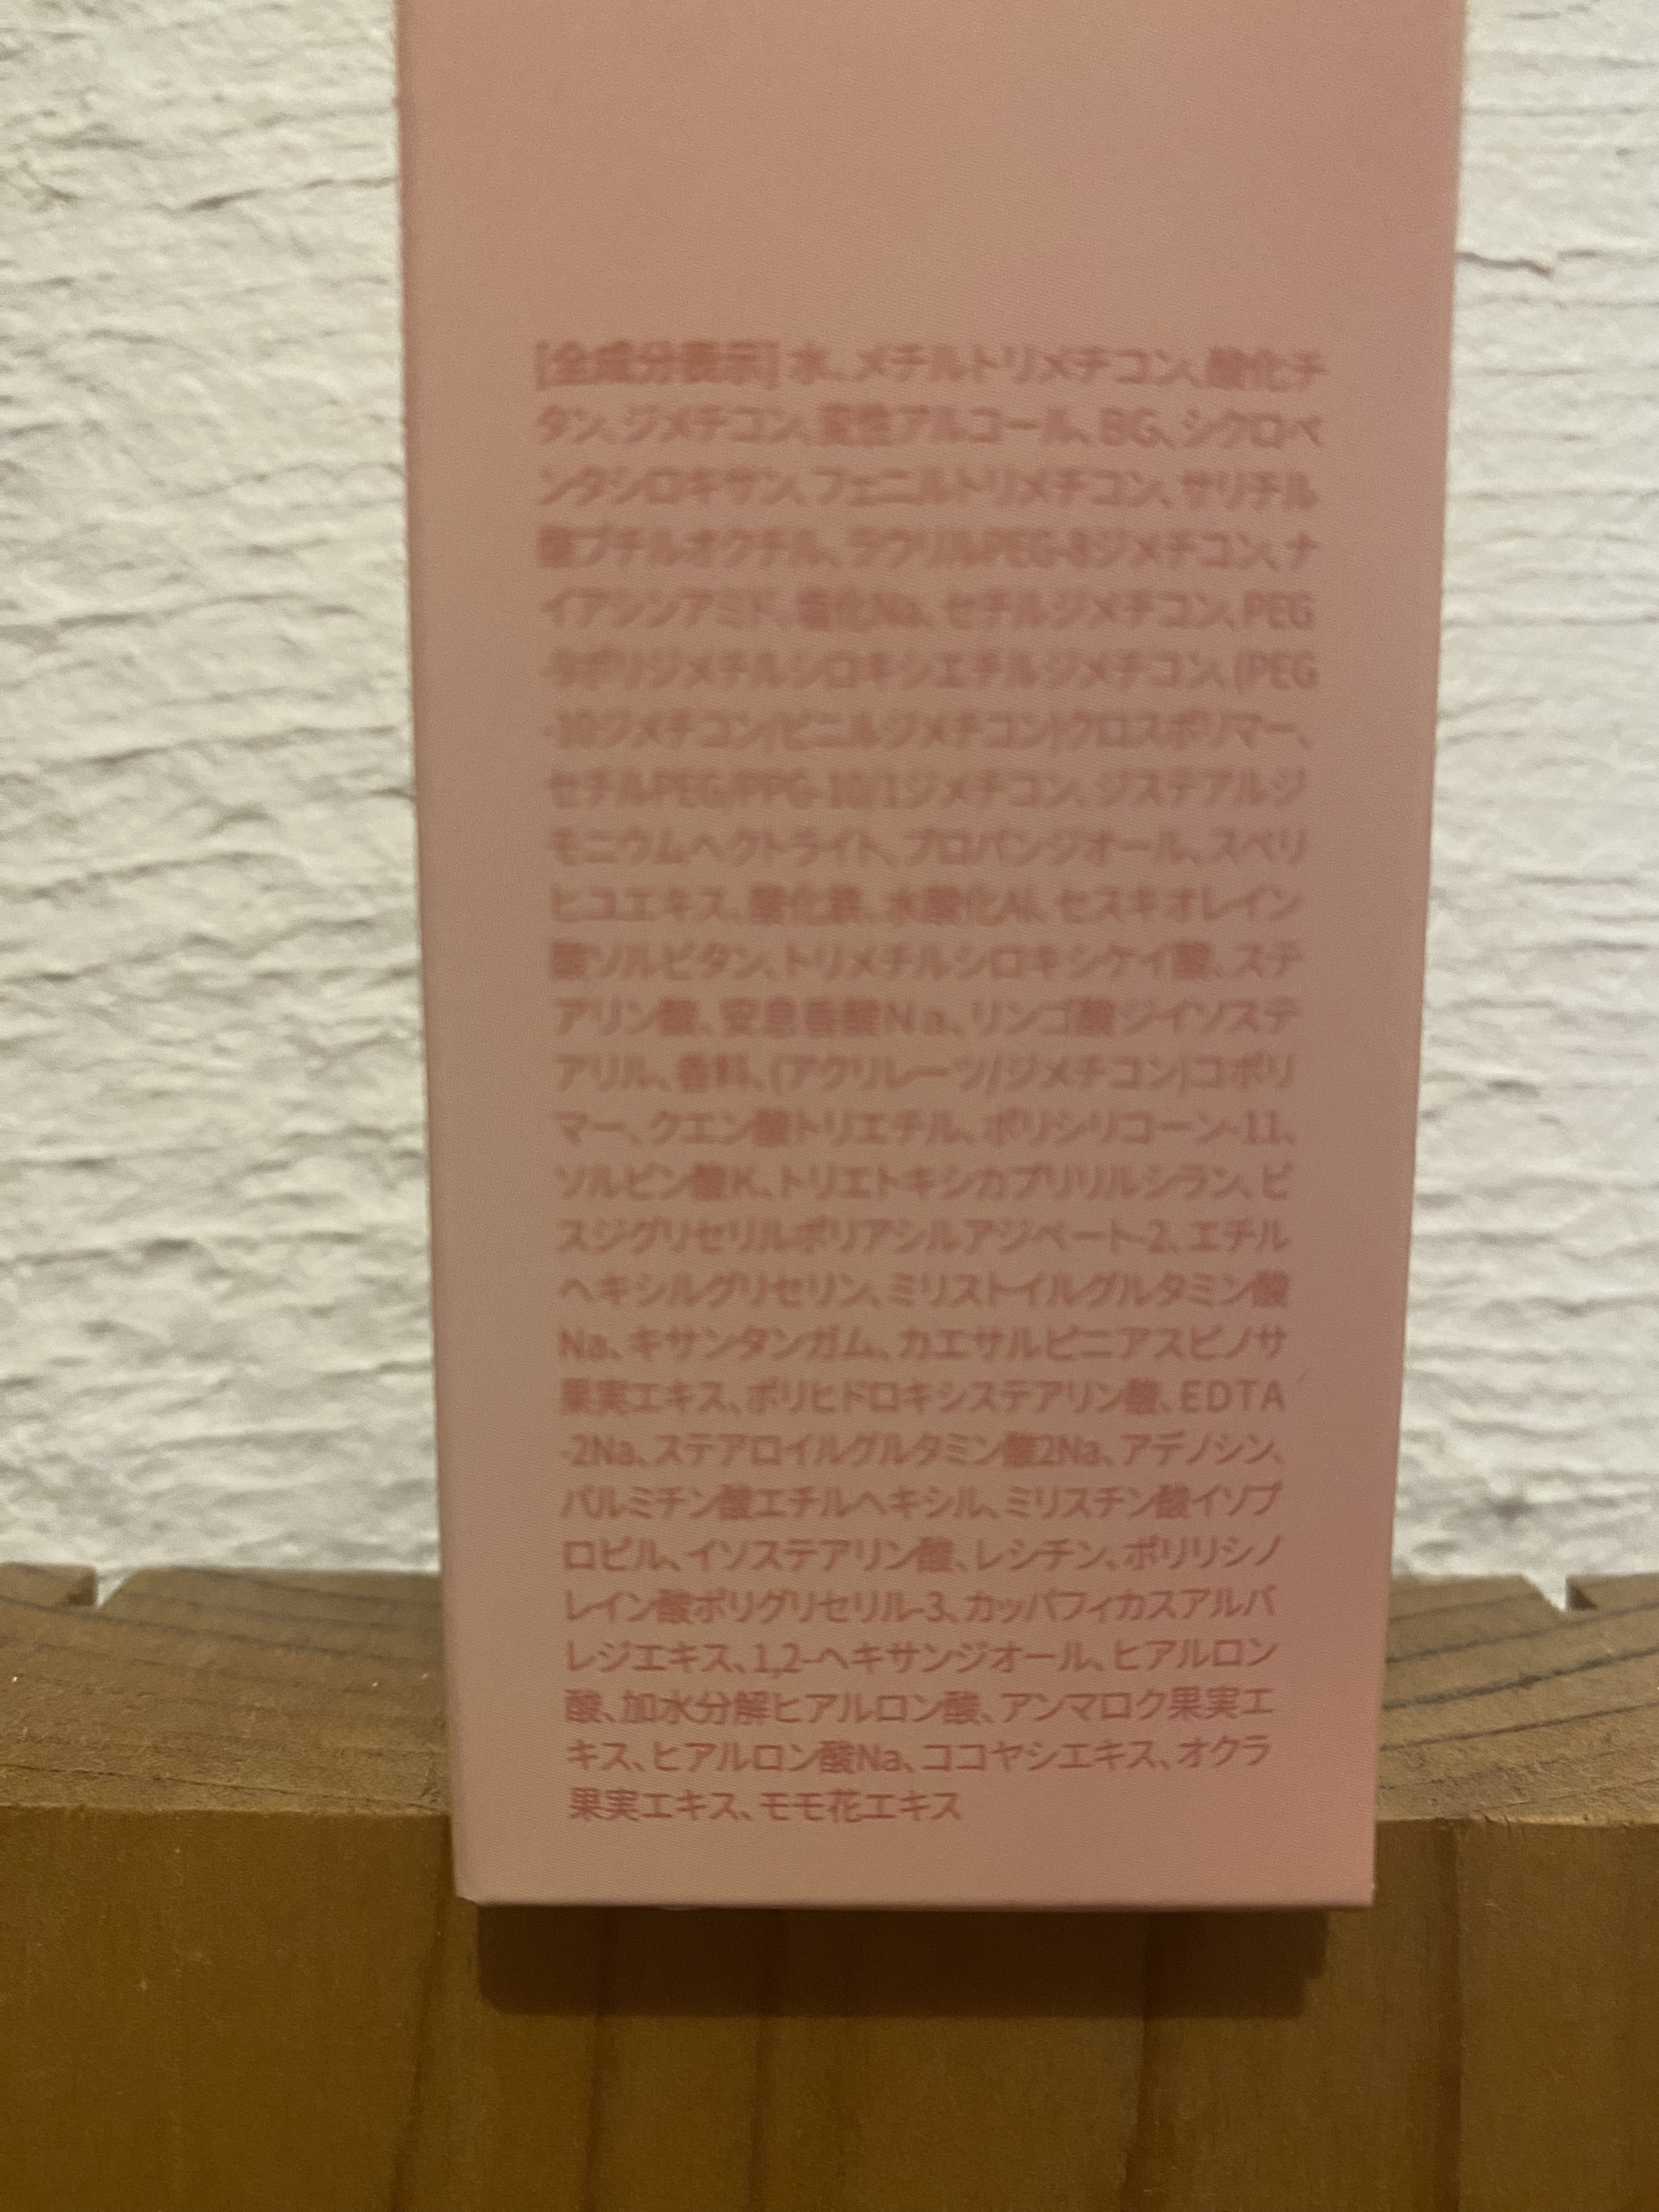 [全成分表示] 水、メチルトリメチコン、酸化チ
タン、ジメチコン、変性アルコール、BG、シクロペ
ンタシロキサン、フェニルトリメチコン、サリチル
酸ブチルオクチル、ラウリルPEG-8ジメチコン、ナ
イアシンアミド、塩化Na、セチルジメチコン、PEG
-9ポリジメチルシロキシエチルジメチコン、(PEG
-10ジメチコン/ビニルジメチコン)クロスポリマー、
セチルPEG/PPG-10/1ジメチコン、ジステアルジ
モニウムヘクトライト、プロパンジオール、スベリ
ヒユエキス、酸化鉄、水酸化Al、セスキオレイン
酸ソルビタン、トリメチルシロキシケイ酸、ステ
アリン酸、安息香酸Na、リンゴ酸ジイソステ
アリル、香料、(アクリレーツ/ジメチコン)コポリ
マー、クエン酸トリエチル、ポリシリコーン-11、
ソルビン酸K、トリエトキシカプリリルシラン、ビ
スジグリセリルポリアシルアジペート-2、エチル
ヘキシルグリセリン、ミリストイルグルタミン酸
Na、キサンタンガム、カエサルピニアスピノサ
果実エキス、ポリヒドロキシステアリン酸、EDTA
-2Na、ステアロイルグルタミン酸2Na、アデノシン、
パルミチン酸エチルヘキシル、ミリスチン酸イソプ
ロピル、イソステアリン酸、レシチン、ポリリシノ
レイン酸ポリグリセリル-3、カッパフィカスアルバ
レジエキス、1,2-ヘキサンジオール、ヒアルロン
酸、加水分解ヒアルロン酸、アンマロク果実エ
キス、ヒアルロン酸Na、ココヤシエキス、オクラ
果実エキス、モモ花エキス